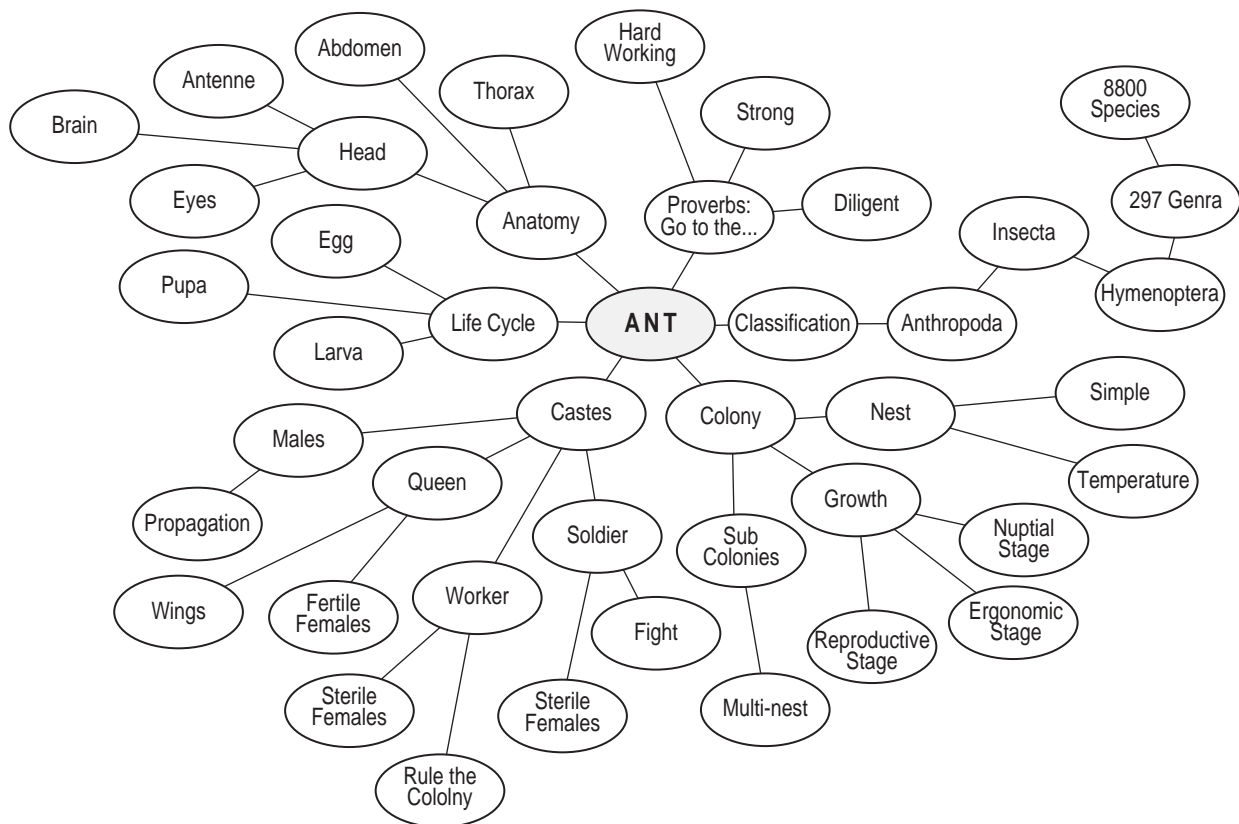 Hard
Working
Abdomen
Antenne
Thorax
8800
Species
Strong
Brain
Head
Eyes
Anatomy
Proverbs:
Go to the...
Diligent
297 Genra
Egg
Insecta
Pupa
Hymenoptera
Life Cycle
ANT
Classification
Anthropoda
Larva
Simple
Castes
Colony
Nest
Males
Queen
Temperature
Growth
Propagation
Soldier
Sub
Colonies
Nuptial
Stage
Wings
Fertile
Females
Worker
Fight
Ergonomic
Stage
Reproductive
Stage
Sterile
Females
Sterile
Females
Multi-nest
Rule the
Cololny